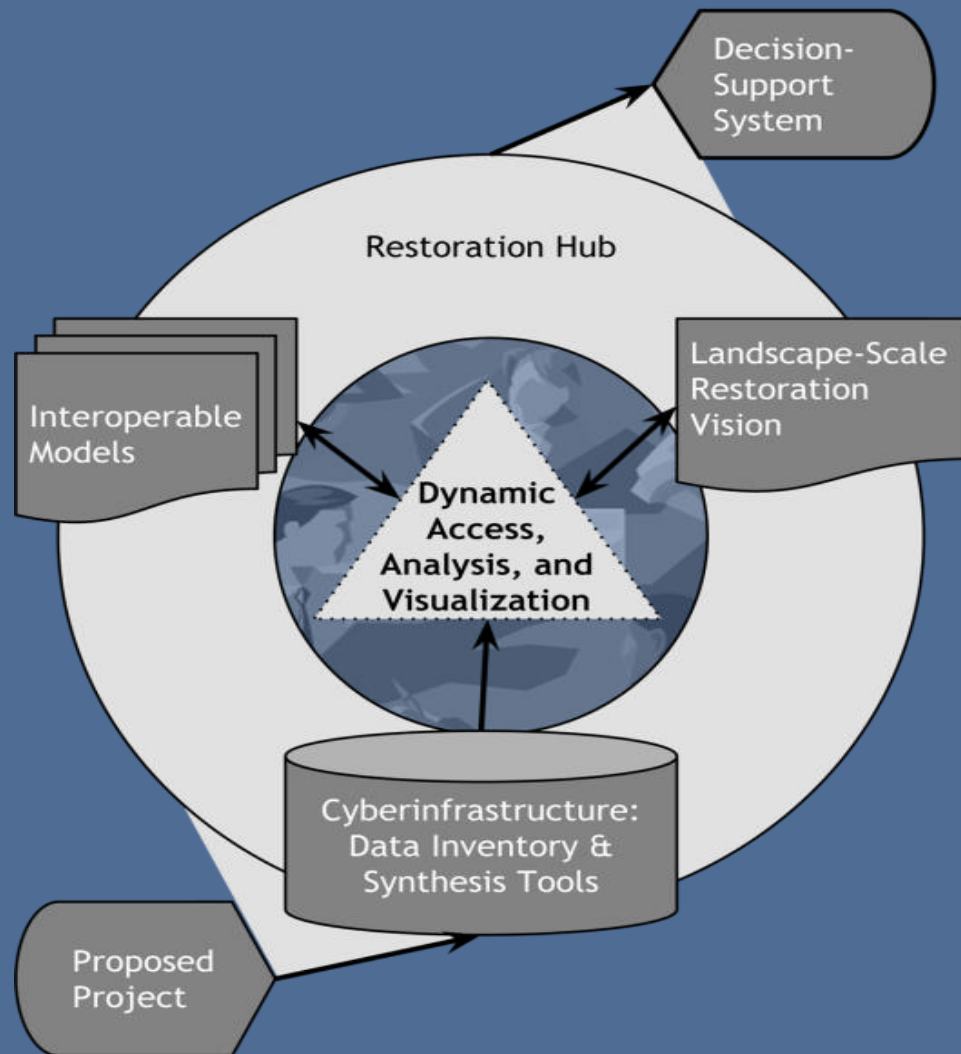 Decision-
Support
System
Restoration Hub
Interoperable
Models
Landscape-Scale
Restoration
Vision
Dynamic
Access,
Analysis, and
Visualization
Cyberinfrastructure:
Data Inventory &
Synthesis Tools
Proposed
Project